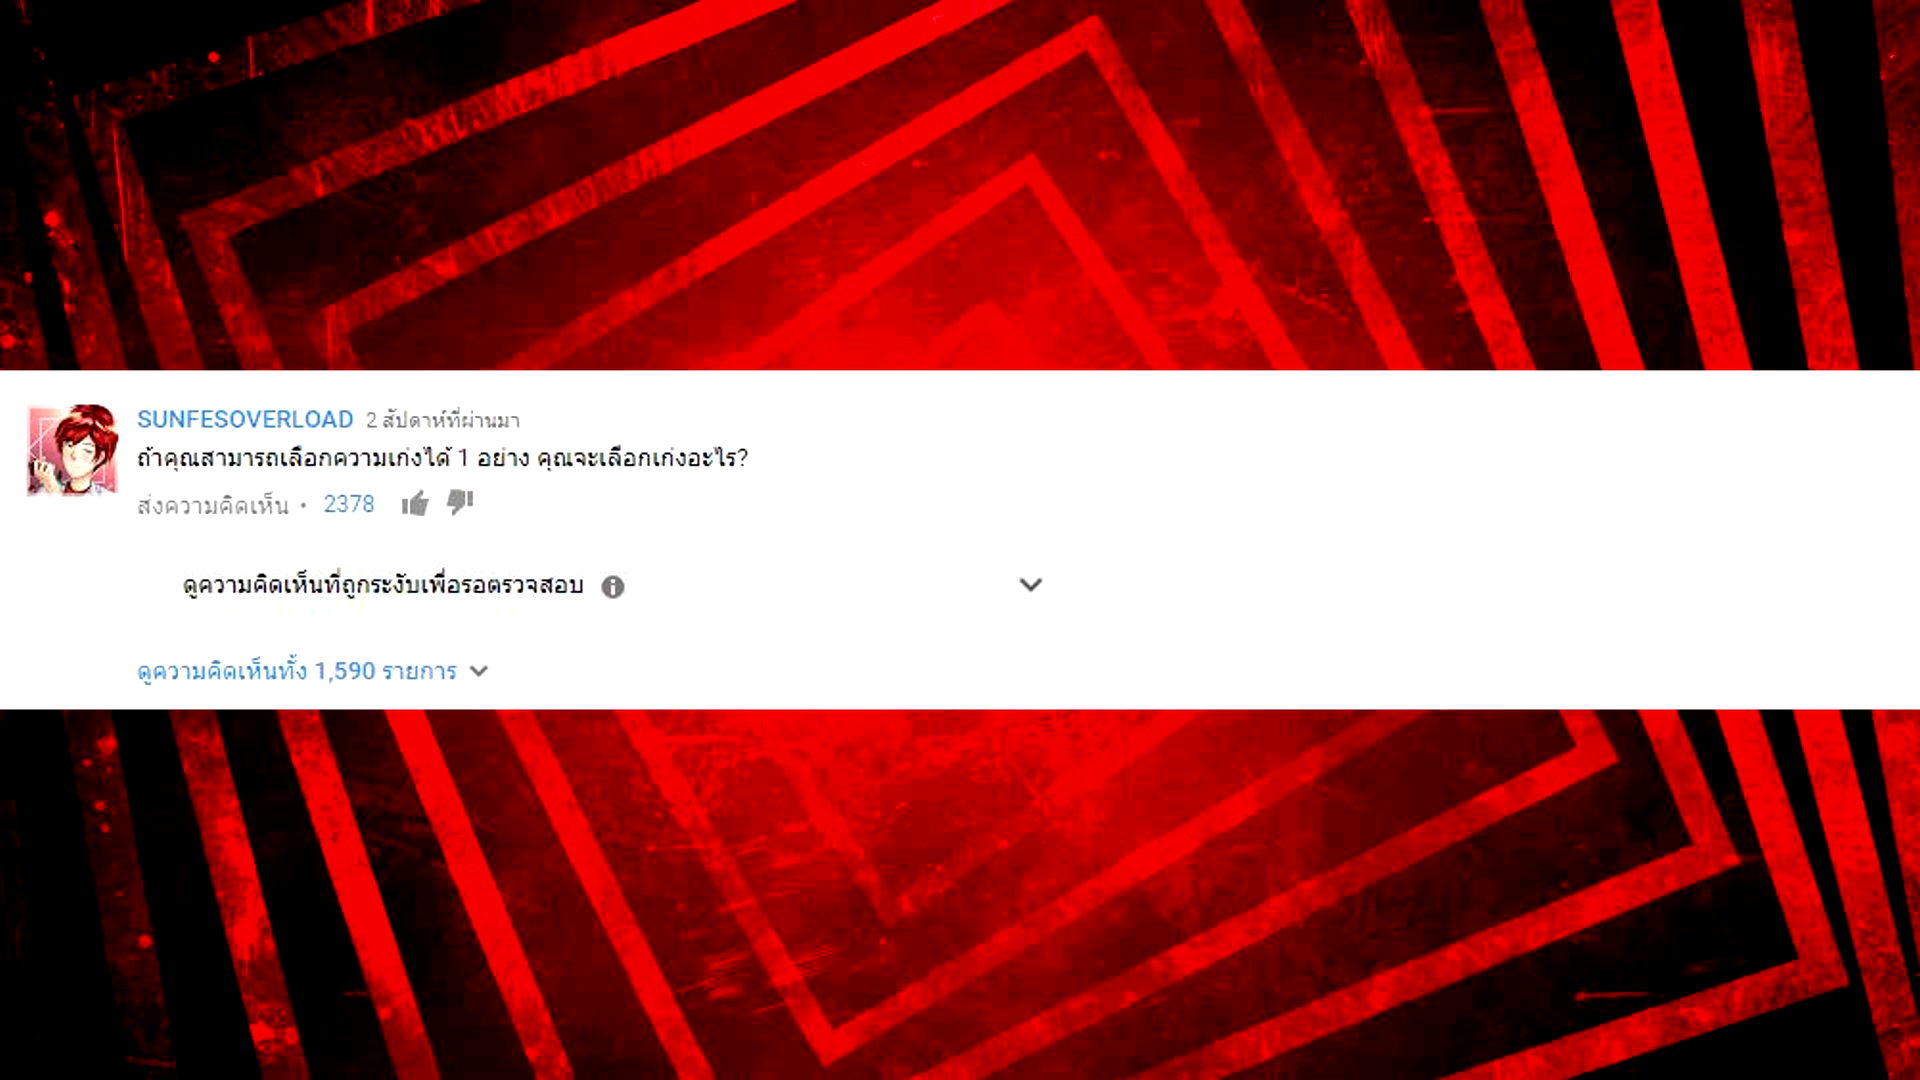 SUNFESOVERLOAD 2 สัปดาห์ที่ผ่านมา
ถ้าคุณสามารถเลือกความเก่งได้ 1 อย่าง คุณจะเลือกเก่งอะไร?
ส่งความคิดเห็น • 2378
ดูความคิดเห็นที่ถูกระงับเพื่อรอตรวจสอบ
ดูความคิดเห็นทั้ง 1,590 รายการ